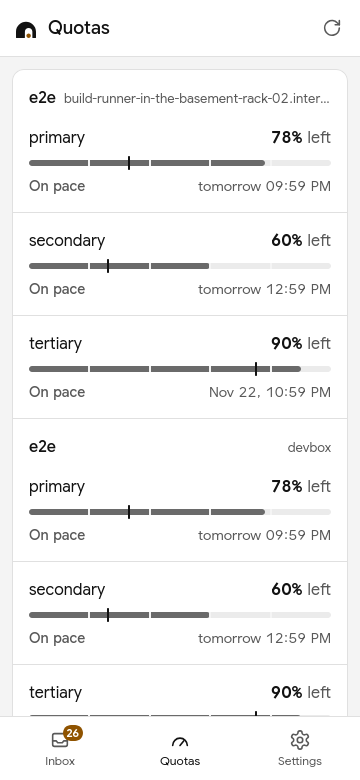 Quotas
e2e build-runner-in-the-basement-rack-02.inter...
primary 78% left
On pace tomorrow 09:59 PM
secondary 60% left
On pace tomorrow 12:59 PM
tertiary 90% left
On pace Nov 22, 10:59 PM
e2e devbox
primary 78% left
On pace tomorrow 09:59 PM
secondary 60% left
On pace tomorrow 12:59 PM
tertiary 90% left
26
Inbox Quotas Settings